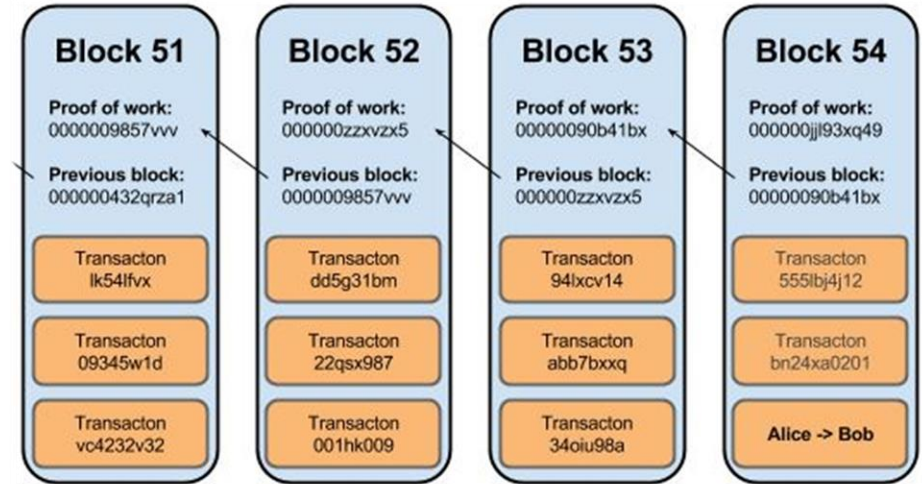 Block 51
Proof of work:
0000009857vvv
Previous block:
000000432qrza1
Transacton
lk54lfvx
Transacton
09345w1d
Transacton
vc4232v32
Block 52
Proof of work:
000000zzxvzx5
Previous block:
0000009857vvv
Transacton
dd5g31bm
Transacton
22qsx987
Transacton
001hk009
Block 53
Proof of work:
00000090b41bx
Previous block:
000000zzxvzx5
Transacton
94lxcv14
Transacton
abb7bxxq
Transacton
34oiu98a
Block 54
Proof of work:
000000jjl93xq49
Previous block:
00000090b41bx
Transacton
555lbj4j12
Transacton
bn24xa0201
Alice -> Bob